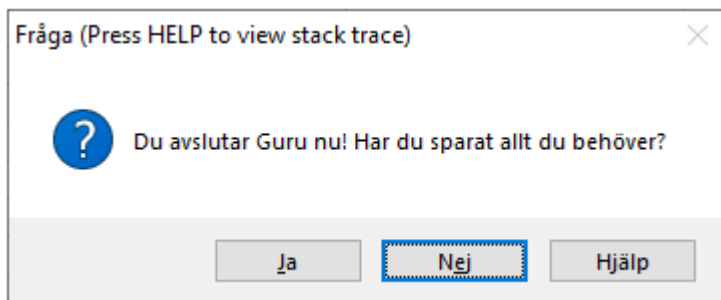 Fråga (Press HELP to view stack trace)
Du avslutar Guru nu! Har du sparat allt du behöver?
Ja
Nej
Hjälp